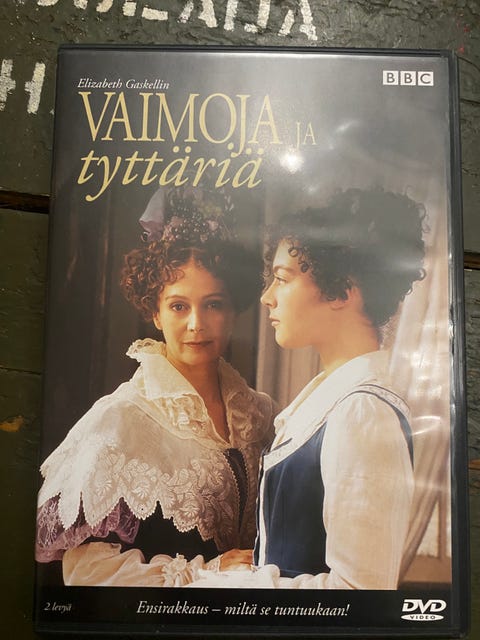 Elizabeth Gaskellin
BBC
VAIMOJA JA
tyttäriä
2 levyä
Ensirakkaus – miltä se tuntuukaan!
DVD
VIDEO